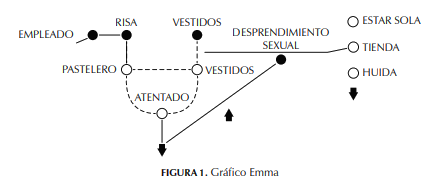 ESTAR SOLA
EMPLEADO RISA VESTIDOS DESPRENDIMIENTO
SEXUAL
TIENDA
PASTELERO VESTIDOS
HUIDA
ATENTADO
FIGURA 1. Gráfico Emma